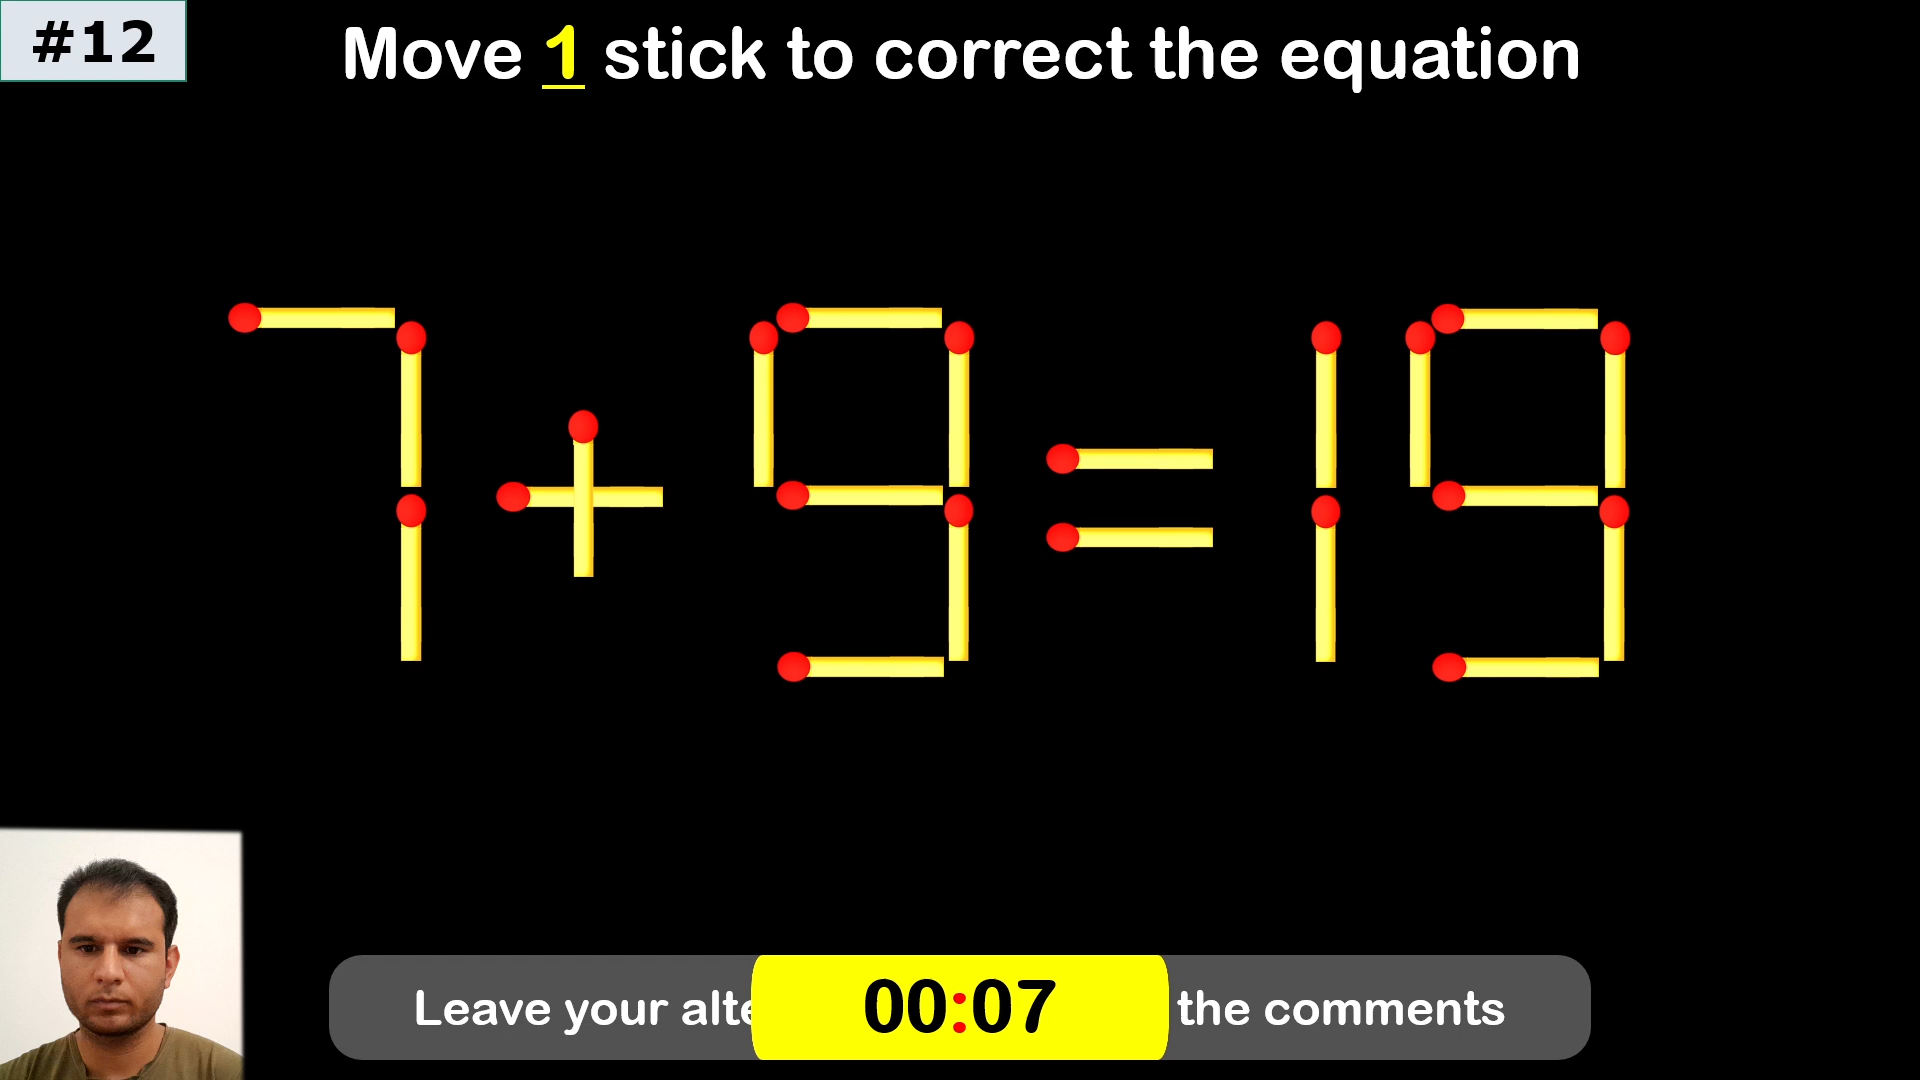 #12
Move 1 stick to correct the equation
7+9=19
Leave your alte 00:07 the comments